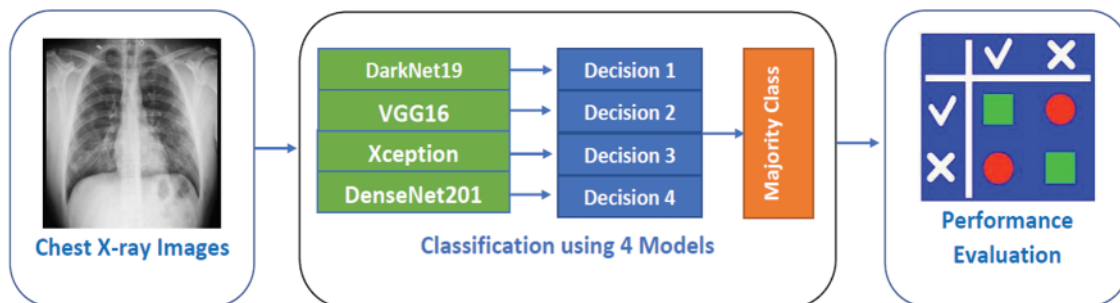 Chest X-ray Images
DarkNet19
VGG16
Xception
DenseNet201
Decision 1
Decision 2
Decision 3
Decision 4
Majority Class
Classification using 4 Models
Performance
Evaluation